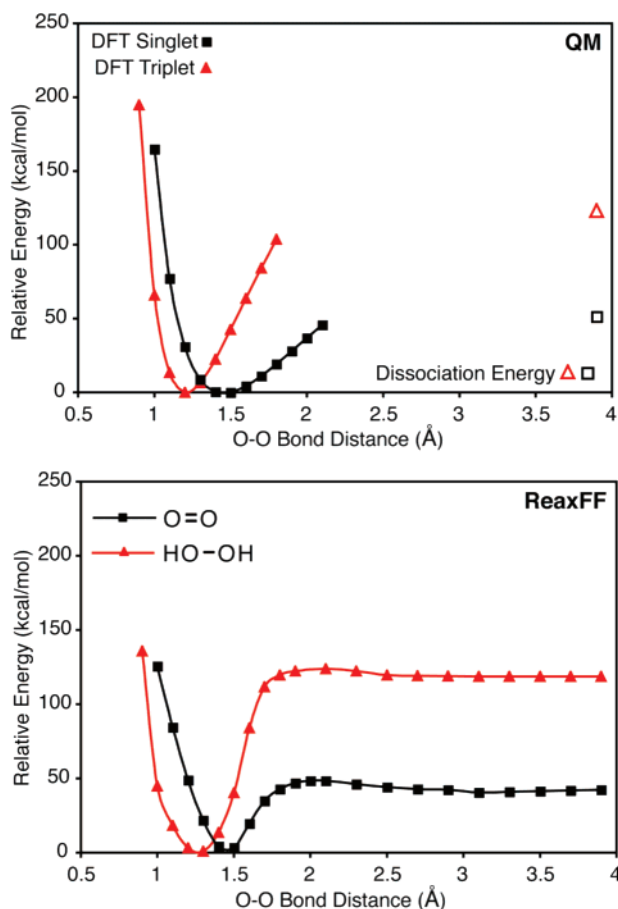 250
200
150
100
50
0
Relative Energy (kcal/mol)
DFT Singlet
DFT Triplet
QM
Dissociation Energy
0.5 1 1.5 2 2.5 3 3.5 4
O-O Bond Distance (Å)
250
200
150
100
50
0
Relative Energy (kcal/mol)
ReaxFF
O=O
HO-OH
0.5 1 1.5 2 2.5 3 3.5 4
O-O Bond Distance (Å)